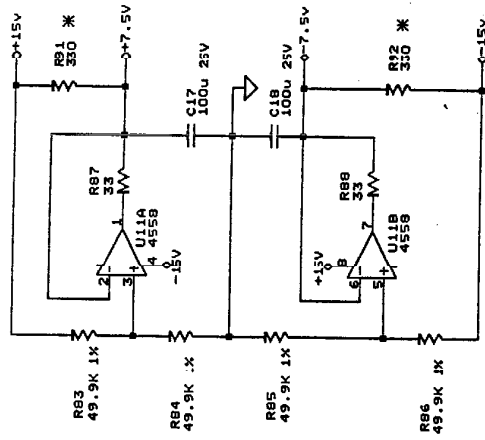 +15V
R91
330
*
+7.5V
C17
100u 25V
C18
100u 25V
-7.5V
R92
330
*
-15V
R87
33
1
U11A
4558
2
-
3
+
4
-15V
R88
33
7
U11B
4558
+15V
8
6
-
5
+
R83
49.9K 1%
R84
49.9K 1%
R85
49.9K 1%
R86
49.9K 1%